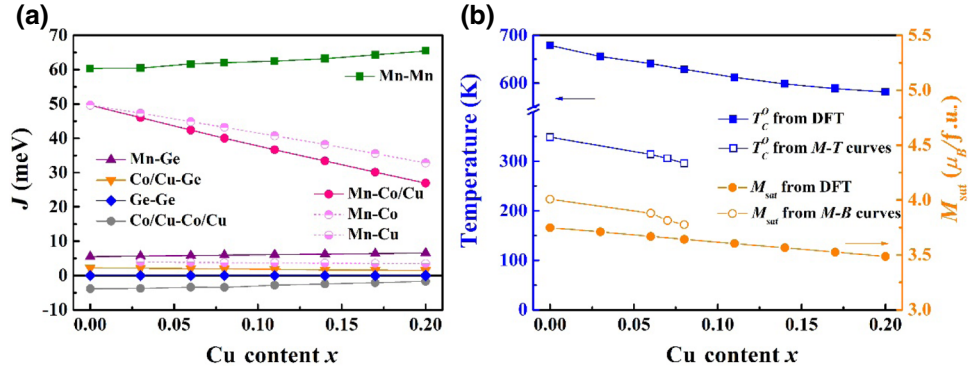 (a)
70
60
50
40
30
20
10
0
-10
J (meV)
Mn-Mn
Mn-Ge
Co/Cu-Ge
Ge-Ge
Co/Cu-Co/Cu
Mn-Co/Cu
Mn-Co
Mn-Cu
0.00 0.05 0.10 0.15 0.20
Cu content x
(b)
700
600
300
200
150
100
0
Temperature (K)
T_C^O from DFT
T_C^O from M-T curves
M_sat from DFT
M_sat from M-B curves
5.5
5.0
4.5
4.0
3.5
3.0
M_sat (μ_B/f.u.)
0.00 0.05 0.10 0.15 0.20
Cu content x